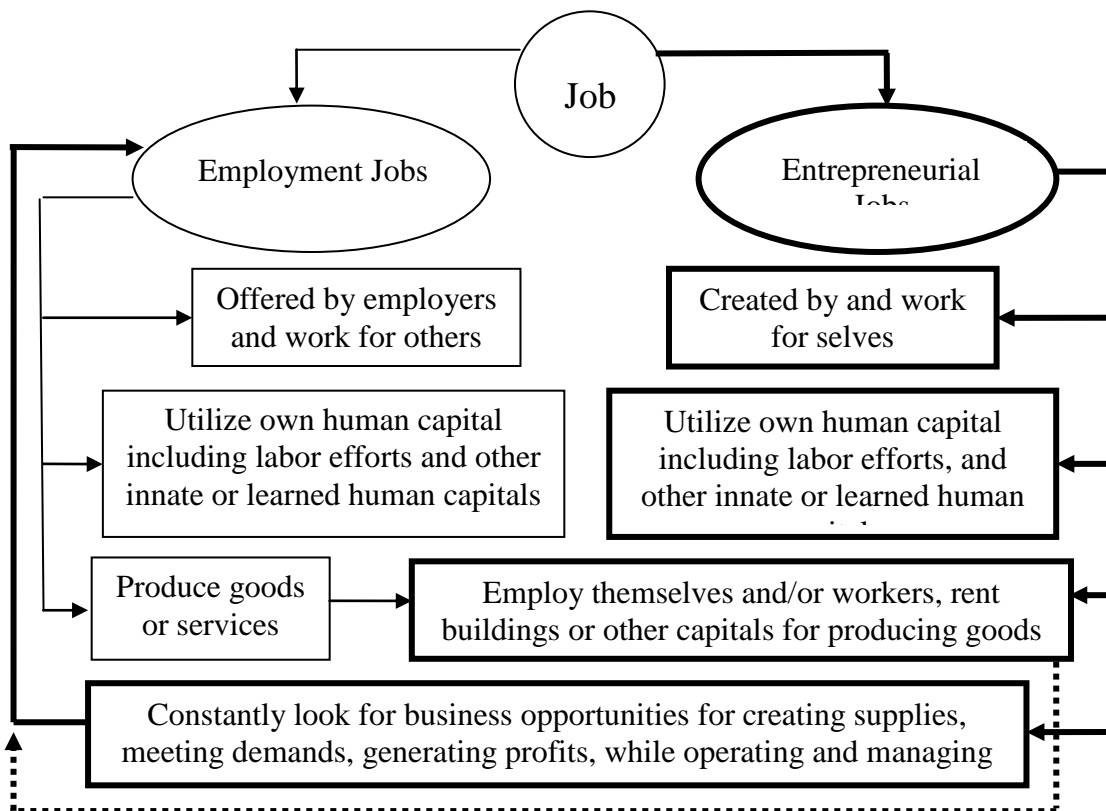 Job
Employment Jobs
Entrepreneurial
Jobs
Offered by employers
and work for others
Created by and work
for selves
Utilize own human capital
including labor efforts and other
innate or learned human capitals
Utilize own human capital
including labor efforts, and
other innate or learned human
Produce goods
or services
Employ themselves and/or workers, rent
buildings or other capitals for producing goods
Constantly look for business opportunities for creating supplies,
meeting demands, generating profits, while operating and managing